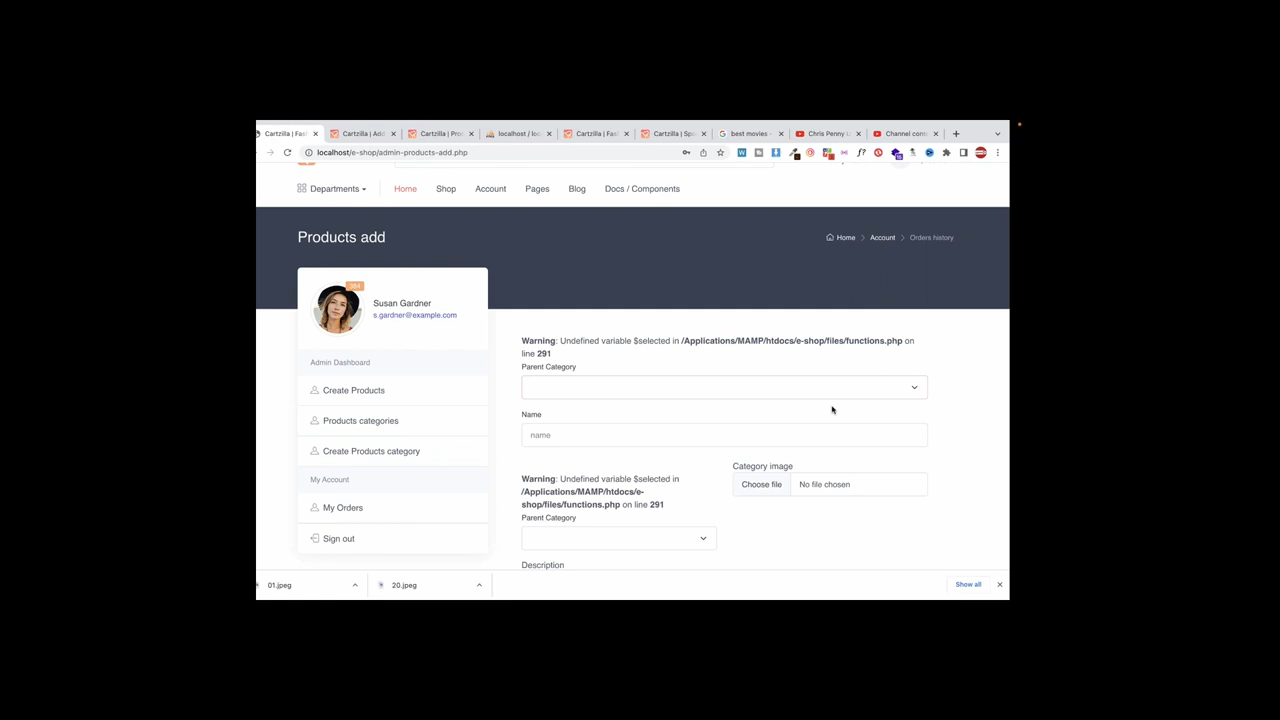 Cartzilla | Fas
Cartzilla | Add
Cartzilla | Pro
localhost / loc
Cartzilla | Fas
Cartzilla | Spo
best movies -
Chris Penny U
Channel con
localhost/e-shop/admin-products-add.php
Departments
Home
Shop
Account
Pages
Blog
Docs / Components
Products add
Home
Account
Orders history
384
Susan Gardner
s.gardner@example.com
Admin Dashboard
Create Products
Products categories
Create Products category
My Account
My Orders
Sign out
Warning: Undefined variable $selected in /Applications/MAMP/htdocs/e-shop/files/functions.php on
line 291
Parent Category
Name
name
Warning: Undefined variable $selected in
/Applications/MAMP/htdocs/e-
shop/files/functions.php on line 291
Parent Category
Category image
Choose file No file chosen
Description
01.jpeg
20.jpeg
Show all